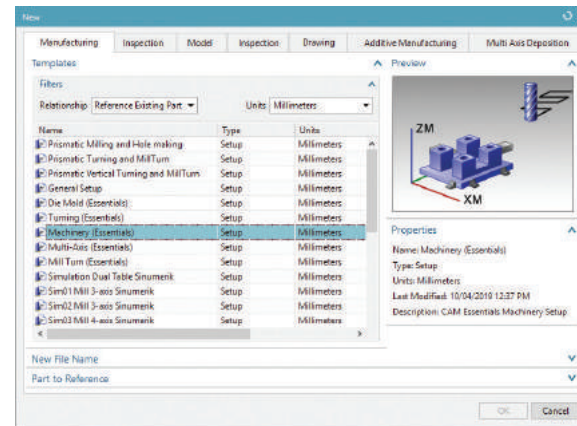 New
Manufacturing Inspection Model Inspection Drawing Additive Manufacturing Multi Axis Deposition
Templates
Filters
Relationship Reference Existing Part Units Millimeters
Name Type Units
Prismatic Milling and Hole making Setup Millimeters
Prismatic Turning and MillTurn Setup Millimeters
Prismatic Vertical Turning and MillTurn Setup Millimeters
General Setup Setup Millimeters
Die Mold (Essentials) Setup Millimeters
Turning (Essentials) Setup Millimeters
Machinery (Essentials) Setup Millimeters
Multi-Axis (Essentials) Setup Millimeters
Mill Turn (Essentials) Setup Millimeters
Simulation Dual Table Sinumerik Setup Millimeters
Sim01 Mill 3-axis Sinumerik Setup Millimeters
Sim02 Mill 3-axis Sinumerik Setup Millimeters
Sim03 Mill 4-axis Sinumerik Setup Millimeters
New File Name
Part to Reference
Preview
ZM
XM
Properties
Name: Machinery (Essentials)
Type: Setup
Units: Millimeters
Last Modified: 10/04/2019 12:37 PM
Description: CAM Essentials Machinery Setup
OK Cancel